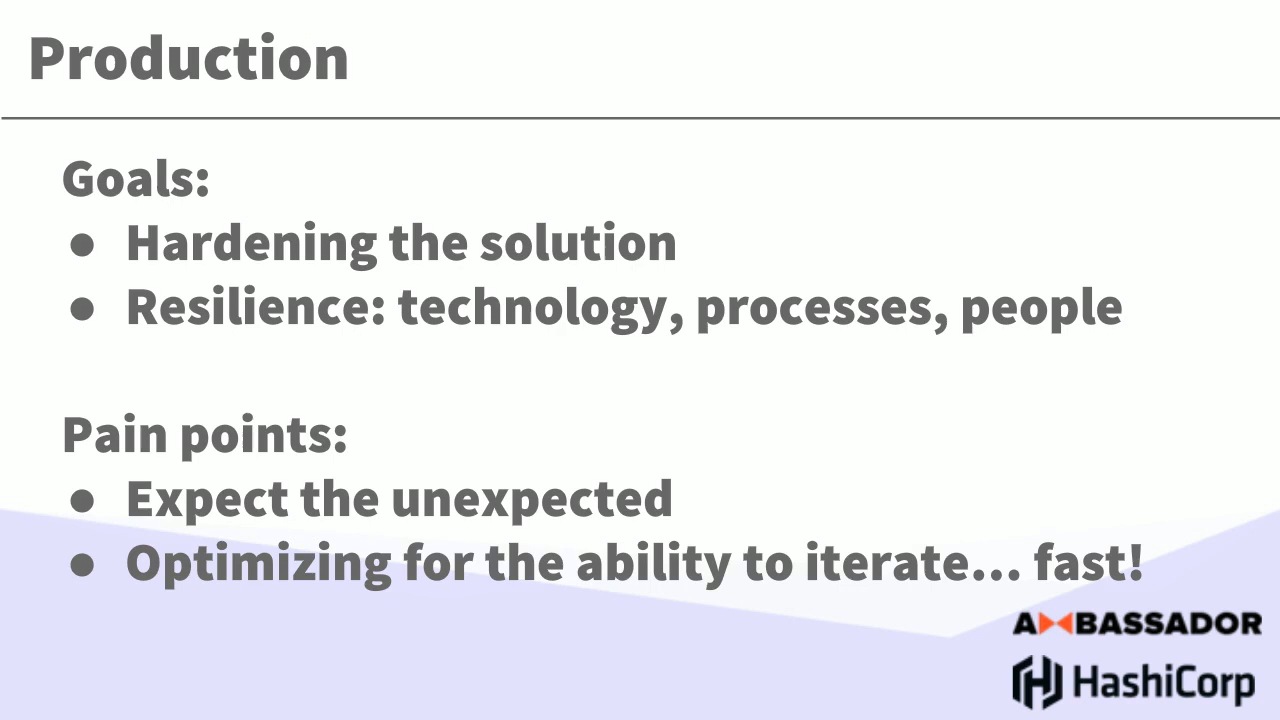 Production
Goals:
● Hardening the solution
● Resilience: technology, processes, people
Pain points:
● Expect the unexpected
● Optimizing for the ability to iterate... fast!
AMBASSADOR
HashiCorp